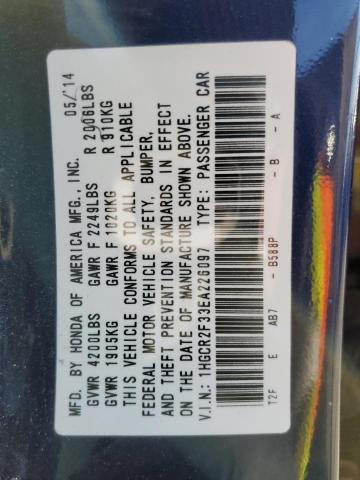 MFD. BY HONDA OF AMERICA MFG., INC. 05/14
GVWR 4200LBS GAWR F 2249LBS R 2006LBS
GVWR 1905KG GAWR F 1020KG R 910KG
THIS VEHICLE CONFORMS TO ALL APPLICABLE
FEDERAL MOTOR VEHICLE SAFETY, BUMPER,
AND THEFT PREVENTION STANDARDS IN EFFECT
ON THE DATE OF MANUFACTURE SHOWN ABOVE.
V.I.N.: 1HGCR2F33EA226097 TYPE: PASSENGER CAR
T2F E AB7 - B588P - B - A